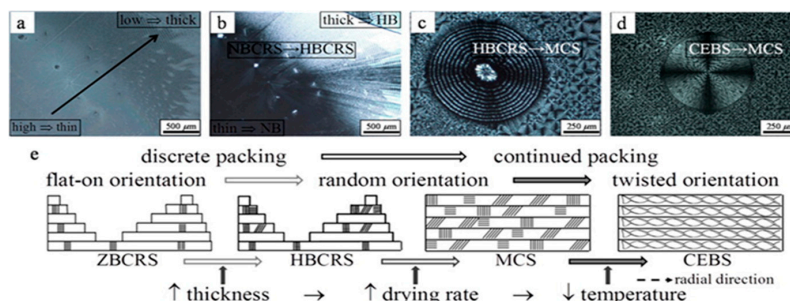 a
low ⇒ thick
high ⇒ thin
500 μm
b
thick ⇒ HB
NBCRS→HBCRS
thin ⇒ NB
500 μm
c
HBCRS→MCS
250 μm
d
CEBS→MCS
250 μm
e
discrete packing
continued packing
flat-on orientation
random orientation
twisted orientation
ZBCRS
HBCRS
MCS
CEBS
radial direction
↑ thickness → ↑ drying rate → ↓ temperature